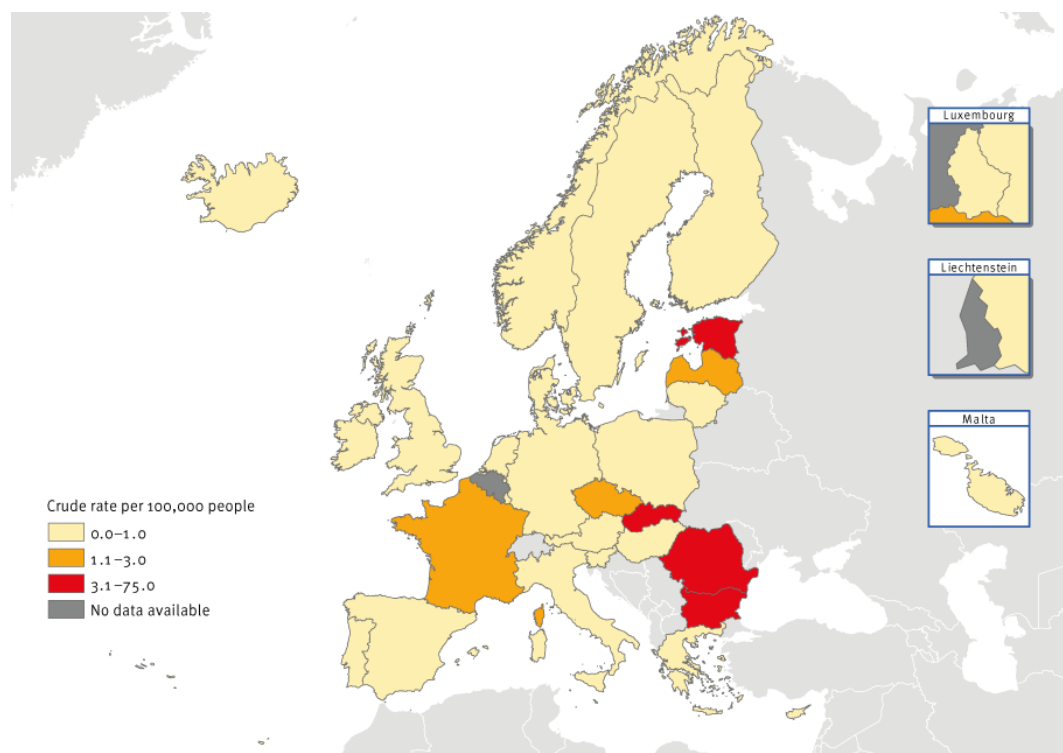 Luxembourg
Liechtenstein
Malta
Crude rate per 100,000 people
0.0–1.0
1.1–3.0
3.1–75.0
No data available